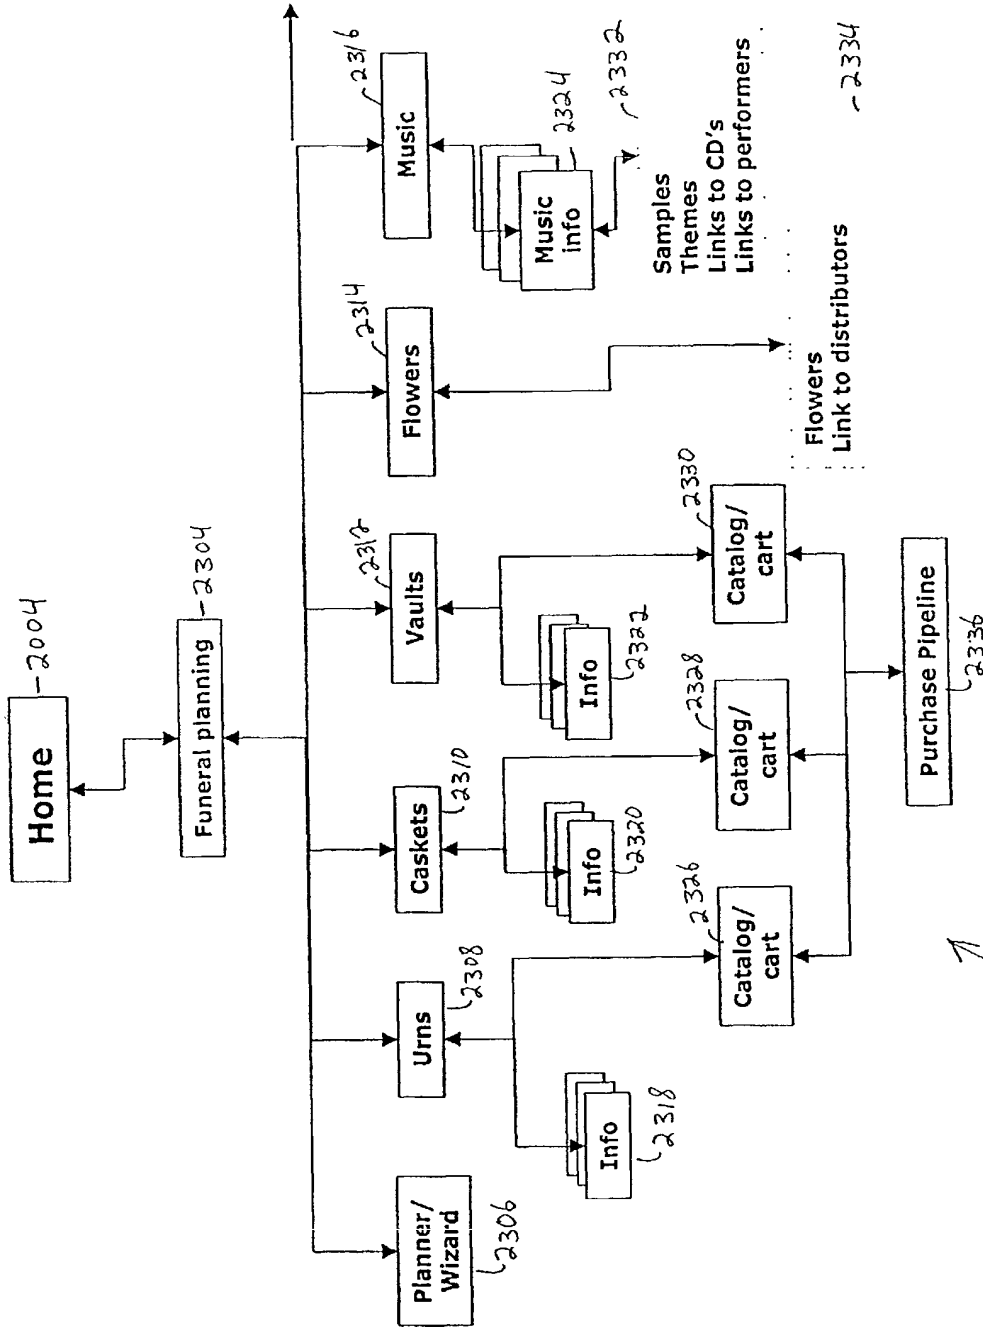 Home
2004
Funeral planning
2304
Planner/
Wizard
2306
Urns
2308
Caskets
2310
Vaults
2312
Flowers
2314
Music
2316
Info
2318
Info
2320
Info
2322
Music
info
2324
Catalog/
cart
2326
Catalog/
cart
2328
Catalog/
cart
2330
Samples
Themes
Links to CD's
Links to performers
2332
Flowers
Link to distributors
2334
Purchase Pipeline
2336